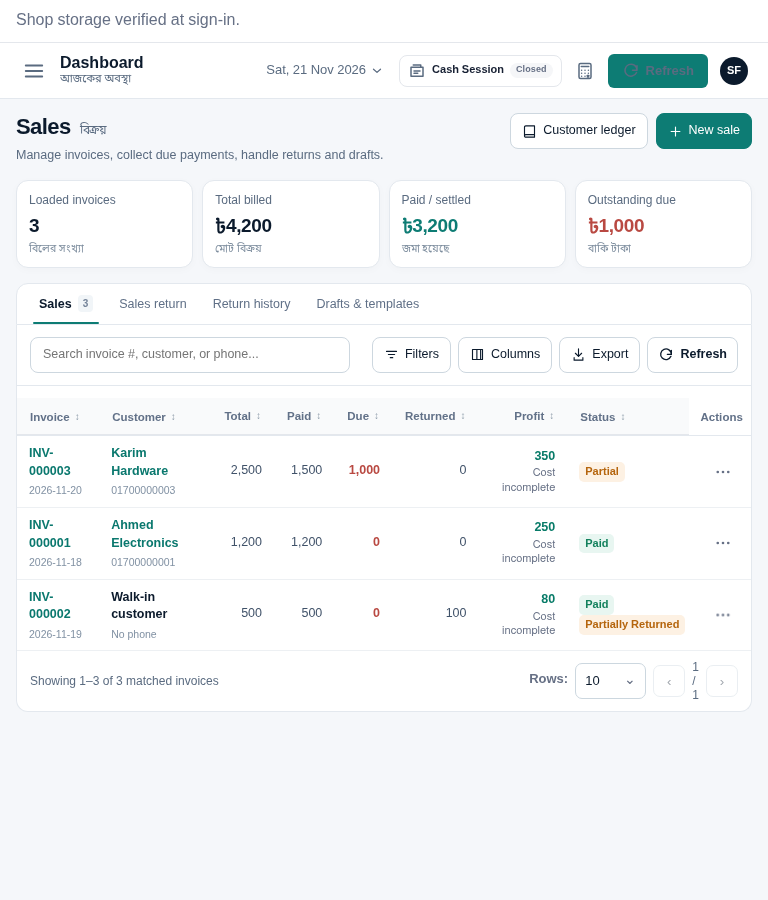 Shop storage verified at sign-in.
Dashboard
আজকের অবস্থা
Sat, 21 Nov 2026
Cash Session Closed
Refresh
SF
Sales বিক্রয়
Manage invoices, collect due payments, handle returns and drafts.
Customer ledger
New sale
Loaded invoices
3
বিলের সংখ্যা
Total billed
৳4,200
মোট বিক্রয়
Paid / settled
৳3,200
জমা হয়েছে
Outstanding due
৳1,000
বাকি টাকা
Sales 3 Sales return Return history Drafts & templates
Search invoice #, customer, or phone...
Filters Columns Export Refresh
Invoice ↕ Customer ↕ Total ↕ Paid ↕ Due ↕ Returned ↕ Profit ↕ Status ↕ Actions
INV-
000003
2026-11-20
Karim
Hardware
01700000003
2,500 1,500 1,000 0
350
Cost
incomplete
Partial
INV-
000001
2026-11-18
Ahmed
Electronics
01700000001
1,200 1,200 0 0
250
Cost
incomplete
Paid
INV-
000002
2026-11-19
Walk-in
customer
No phone
500 500 0 100
80
Cost
incomplete
Paid
Partially Returned
Showing 1–3 of 3 matched invoices
Rows: 10 ‹
1
/
1
›